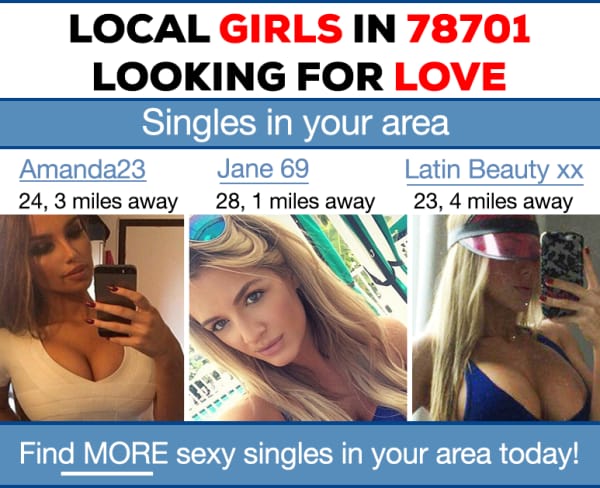 LOCAL GIRLS IN 78701
LOOKING FOR LOVE
Singles in your area
Amanda23
24, 3 miles away
Jane 69
28, 1 miles away
Latin Beauty xx
23, 4 miles away
Find MORE sexy singles in your area today!